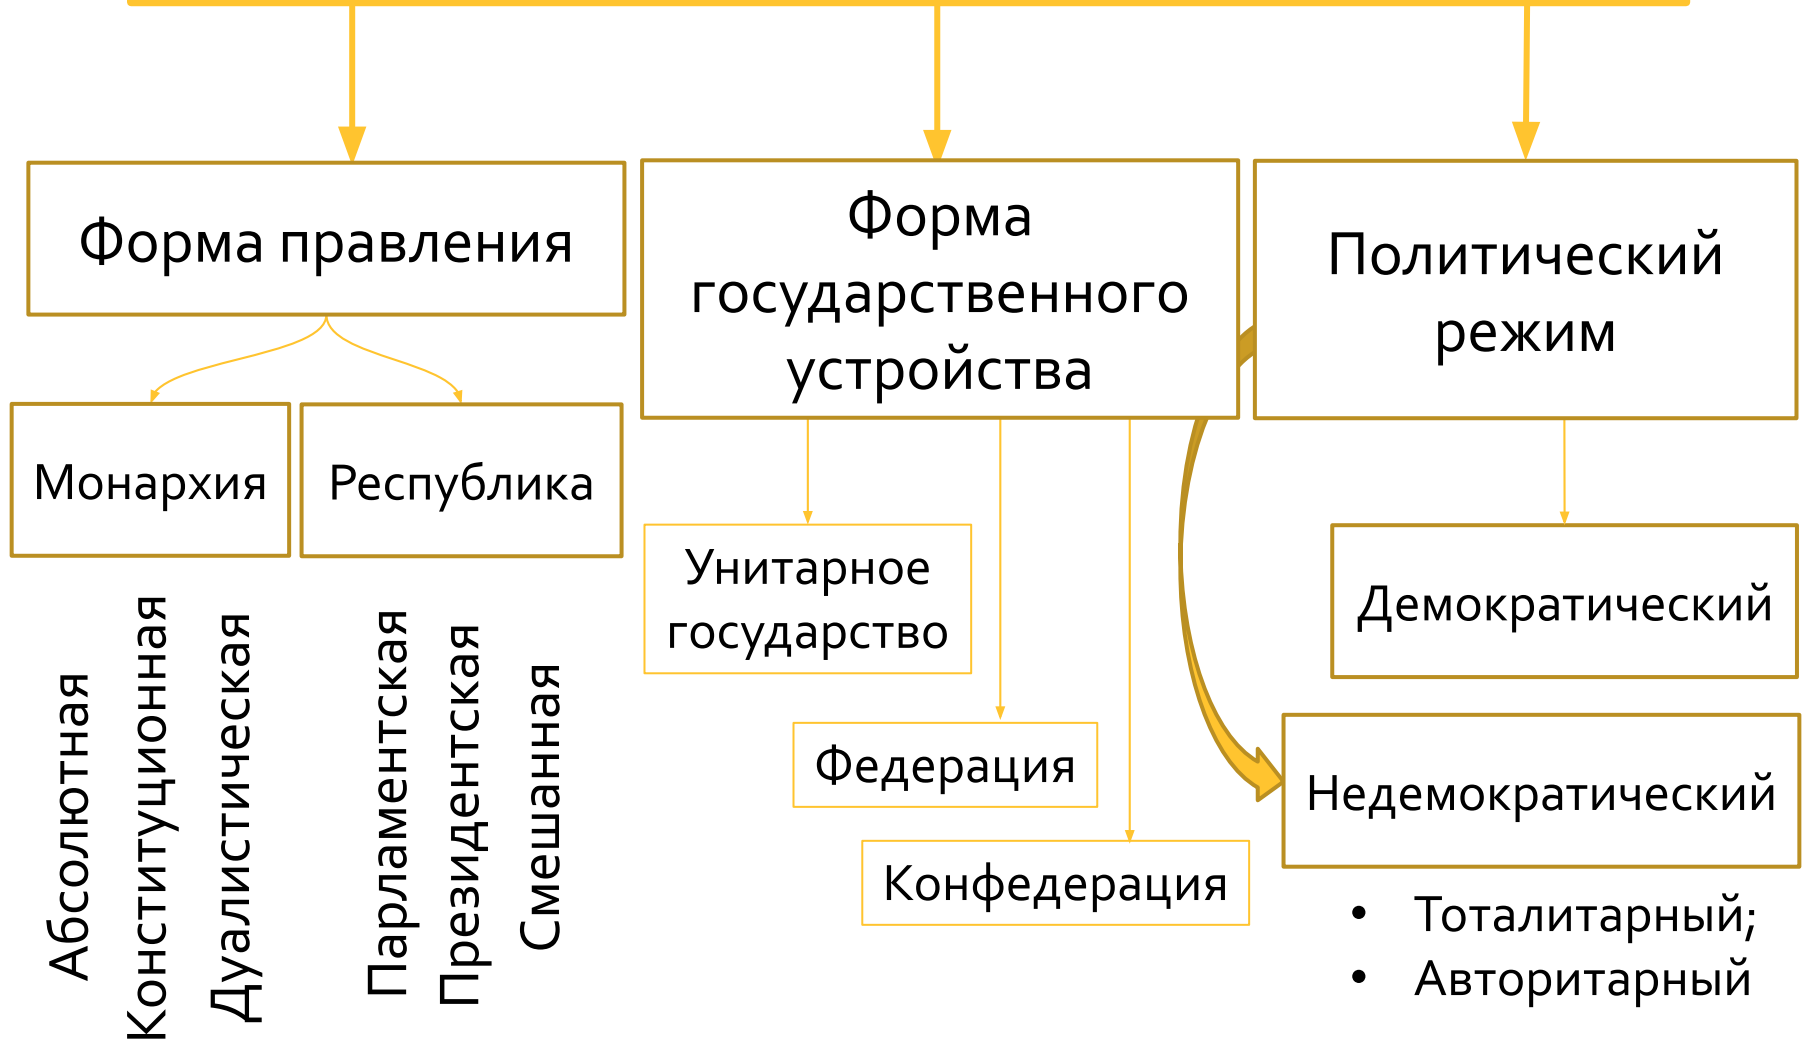 Форма правления
Форма
государственного
устройства
Политический
режим
Монархия
Республика
Абсолютная
Конституционная
Дуалистическая
Парламентская
Президентская
Смешанная
Унитарное
государство
Федерация
Конфедерация
Демократический
Недемократический
• Тоталитарный;
• Авторитарный